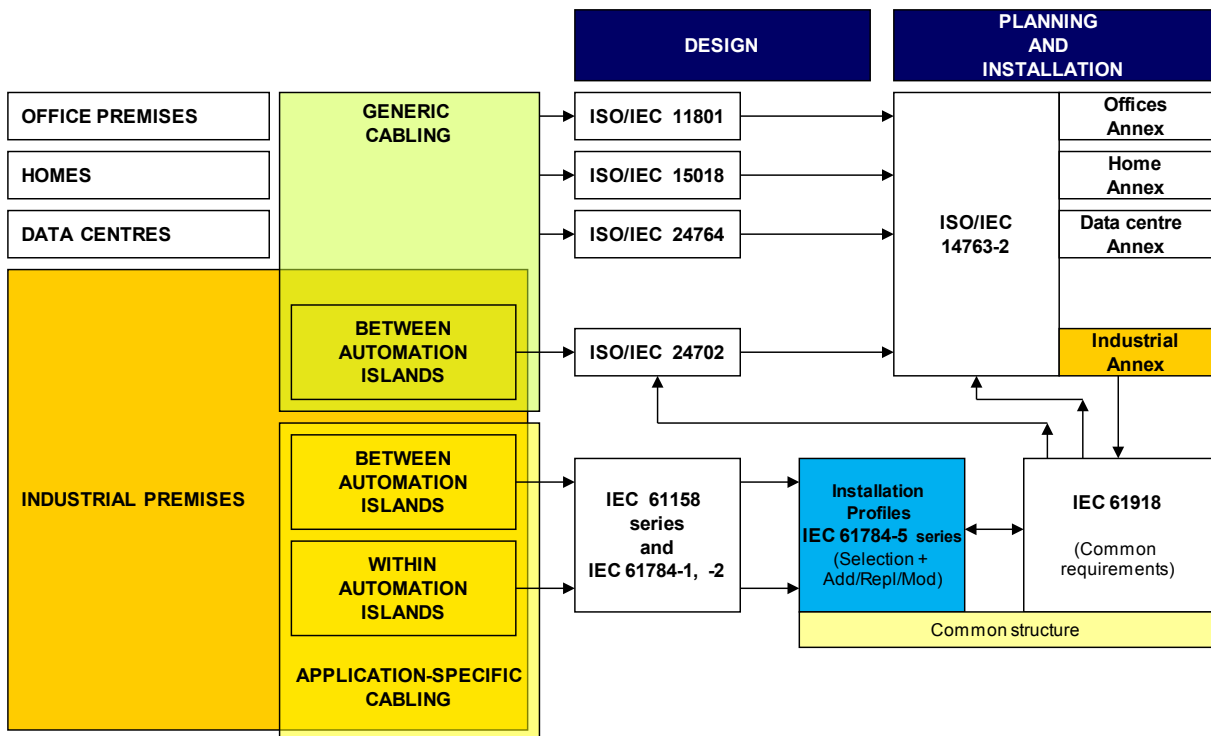 DESIGN
PLANNING
AND
INSTALLATION
OFFICE PREMISES
GENERIC
CABLING
ISO/IEC 11801
Offices
Annex
HOMES
ISO/IEC 15018
Home
Annex
DATA CENTRES
ISO/IEC 24764
ISO/IEC
14763-2
Data centre
Annex
BETWEEN
AUTOMATION
ISLANDS
ISO/IEC 24702
Industrial
Annex
INDUSTRIAL PREMISES
BETWEEN
AUTOMATION
ISLANDS
WITHIN
AUTOMATION
ISLANDS
APPLICATION-SPECIFIC
CABLING
IEC 61158
series
and
IEC 61784-1, -2
Installation
Profiles
IEC 61784-5 series
(Selection +
Add/Repl/Mod)
IEC 61918
(Common
requirements)
Common structure